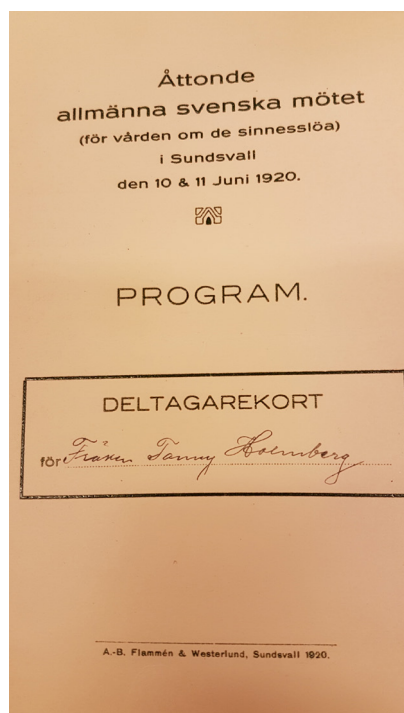 Åttonde
allmänna svenska mötet
(för vården om de sinnesslöa)
i Sundsvall
den 10 & 11 Juni 1920.
PROGRAM.
DELTAGAREKORT
för Fröken Fanny Holmberg
A.-B. Flammén & Westerlund, Sundsvall 1920.